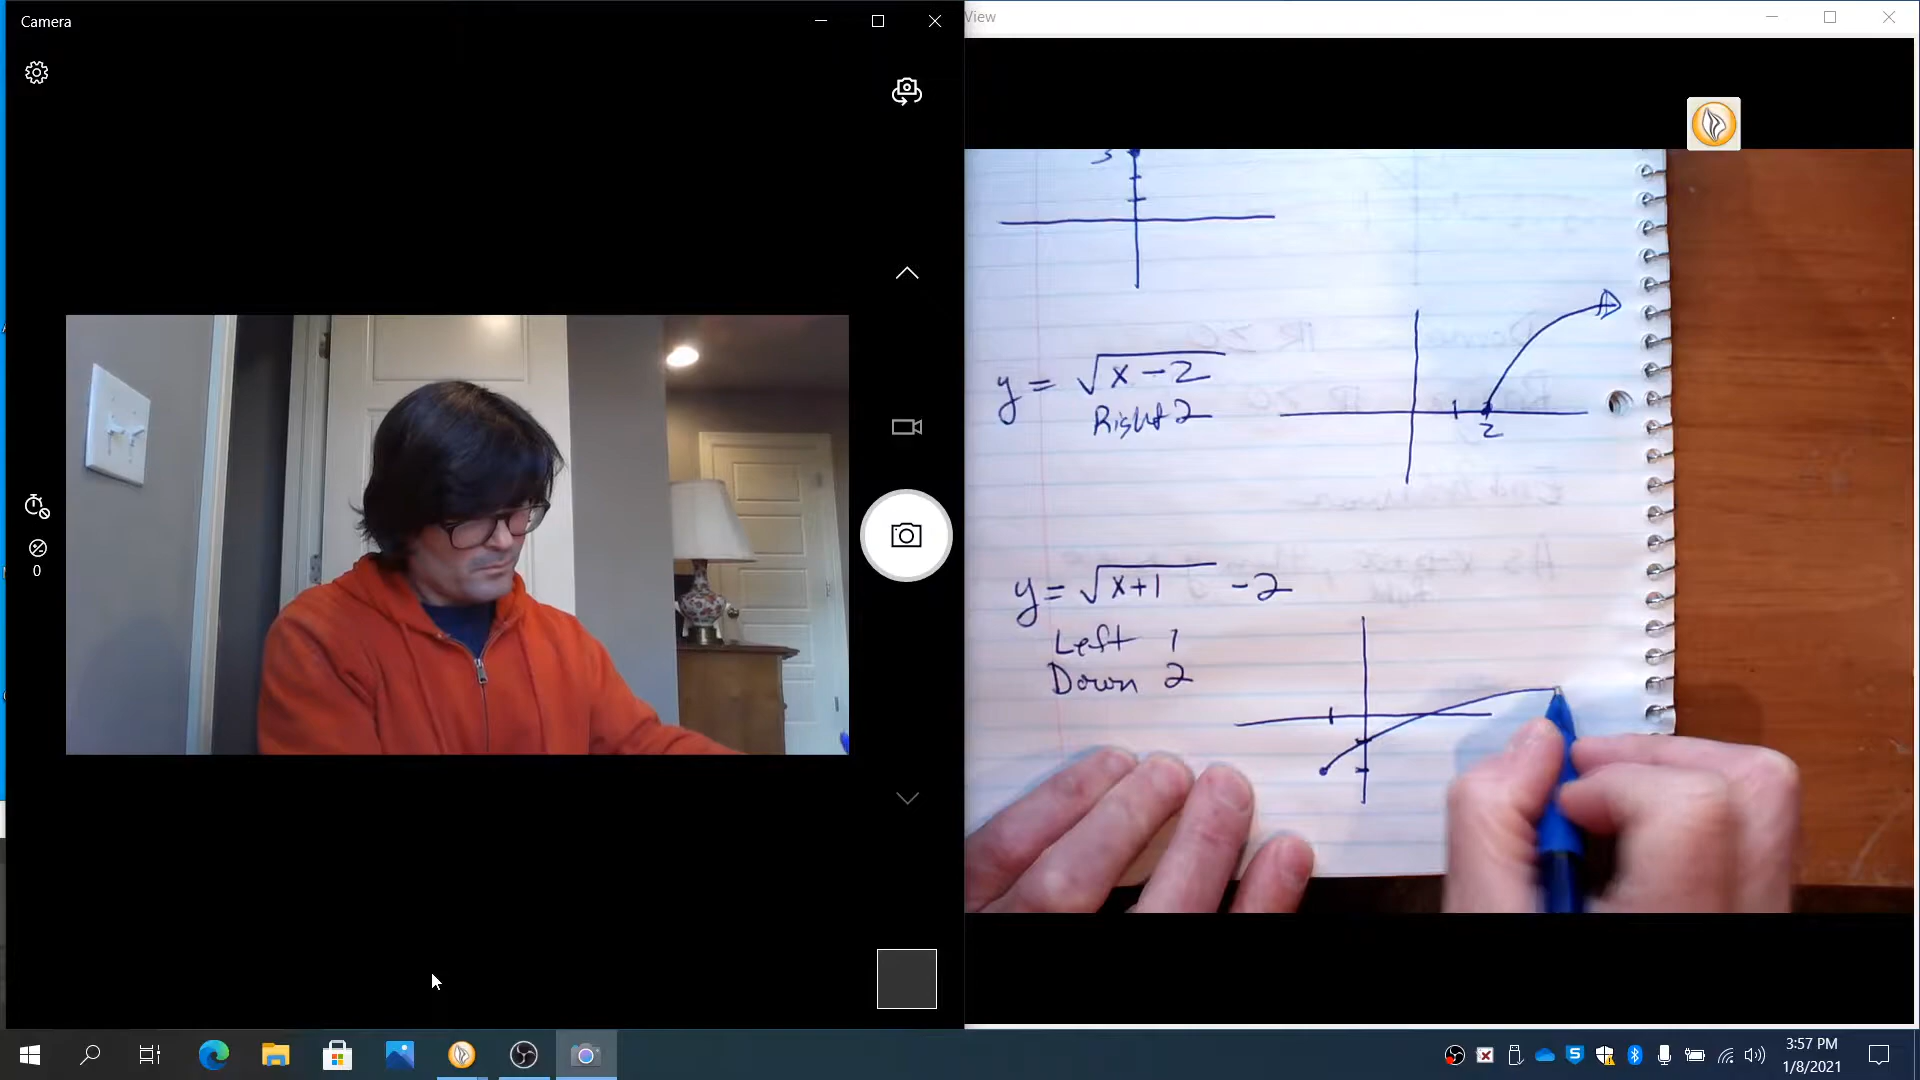 Camera
View
0
3
y = √x - 2
Right 2
2
y = √x+1 - 2
Left 1
Down 2
3:57 PM
1/8/2021